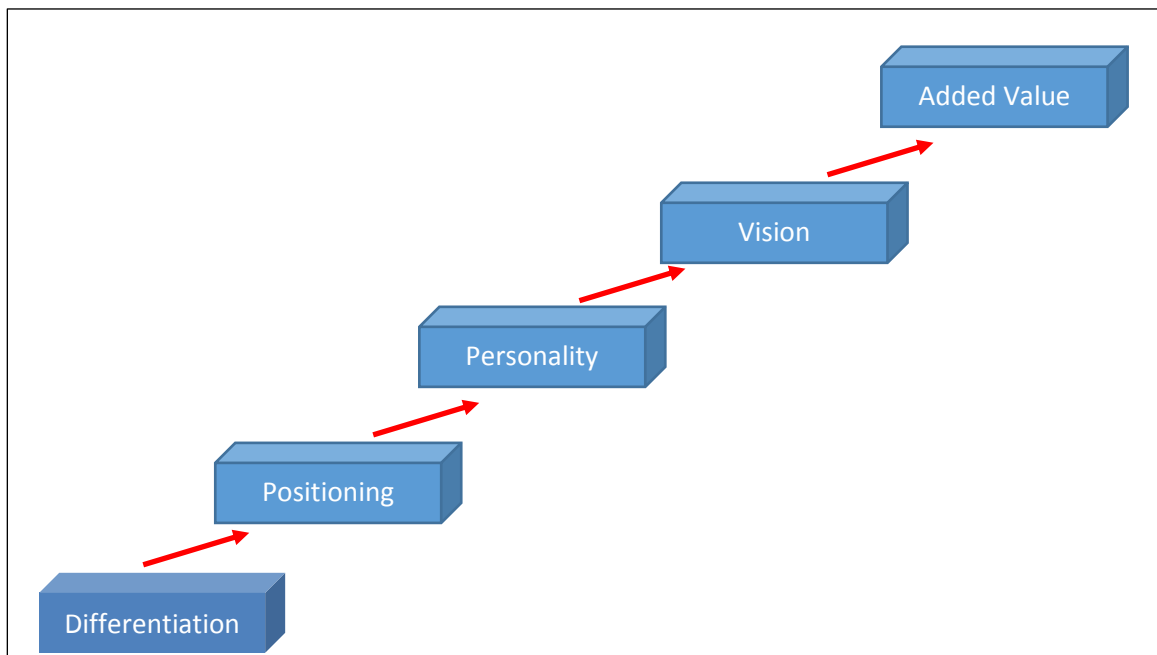 Added Value
Vision
Personality
Positioning
Differentiation